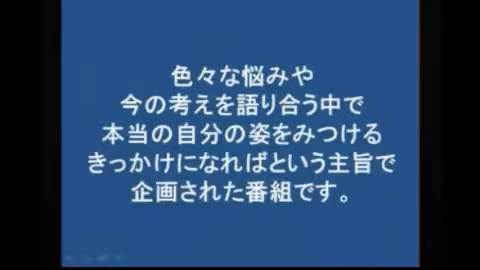 色々な悩みや
今の考えを語り合う中で
本当の自分の姿をみつける
きっかけになればという主旨で
企画された番組です。